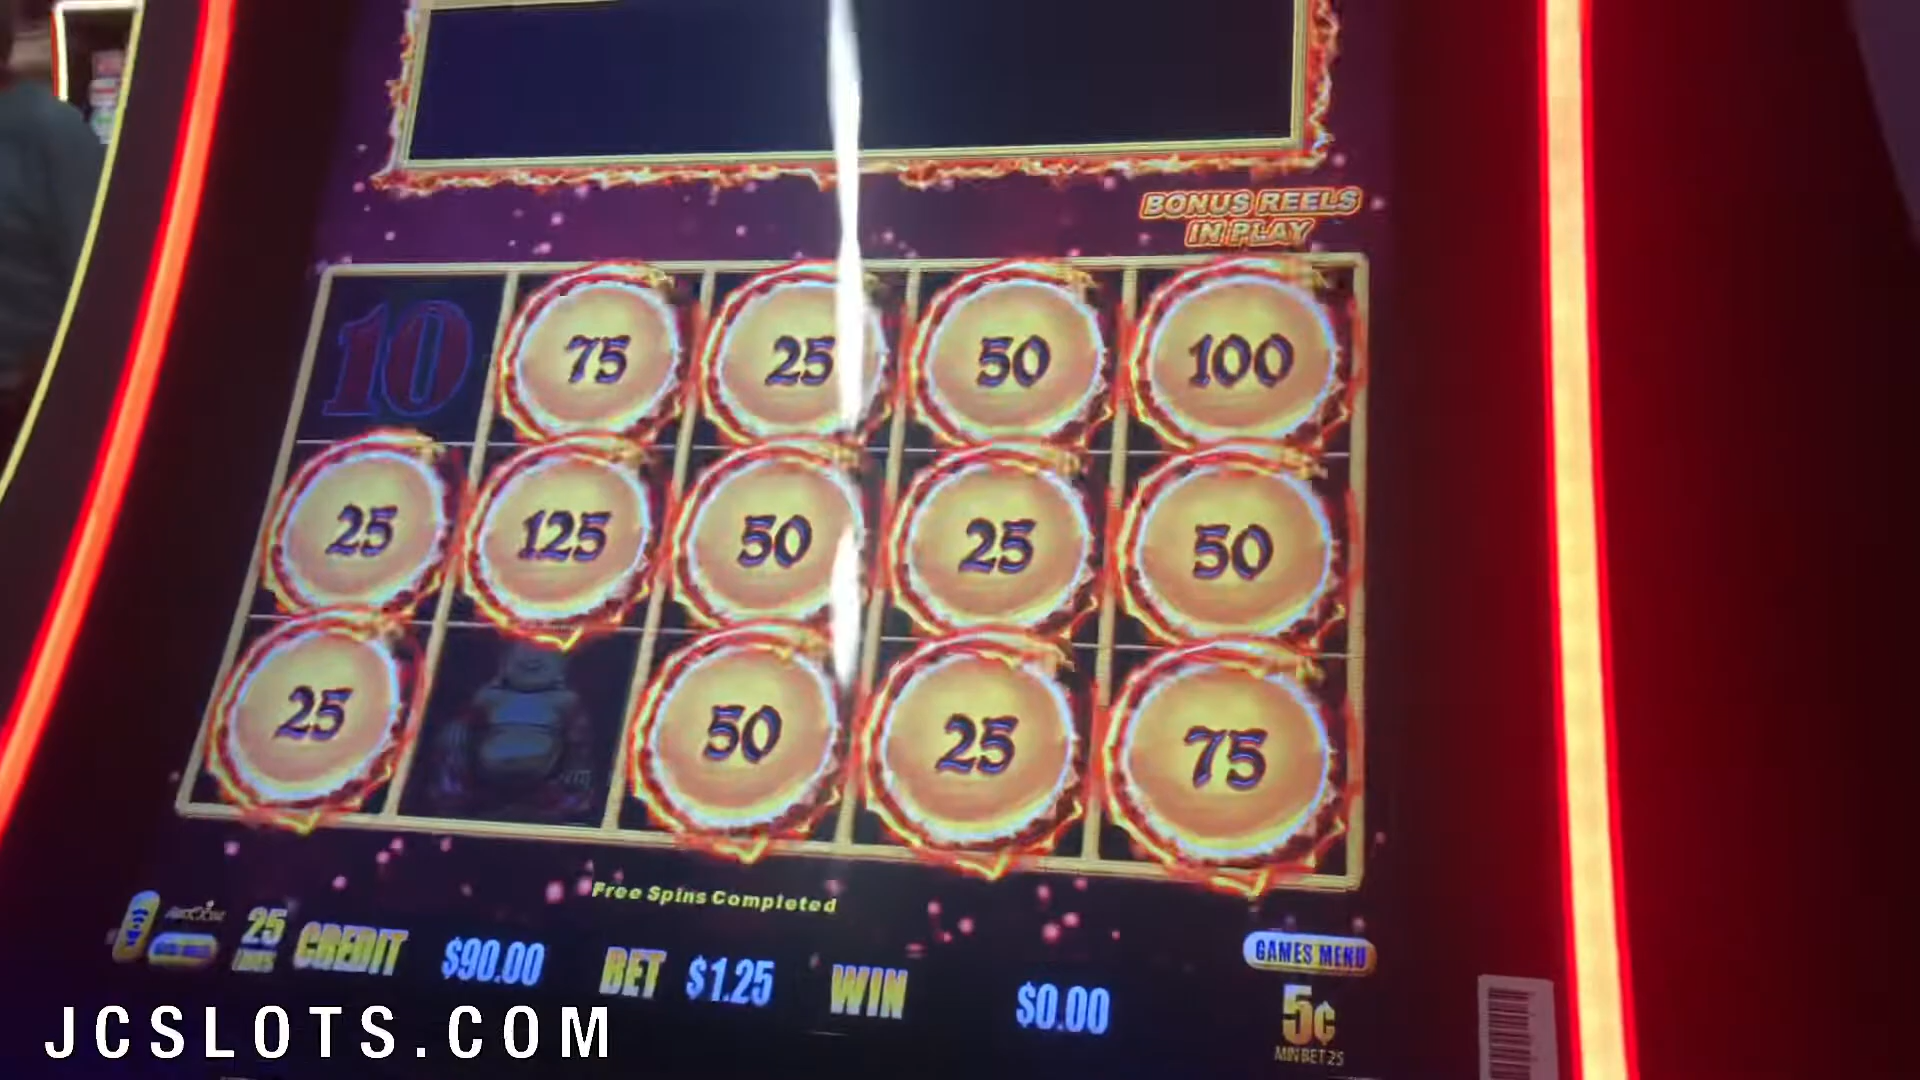 BONUS REELS
IN PLAY
10 75 25 50 100
25 125 50 25 50
25 50 25 75
Free Spins Completed
25 LINES CREDIT $90.00 BET $1.25 WIN $0.00
GAMES MENU
5¢
MIN BET 25
JCSLOTS.COM